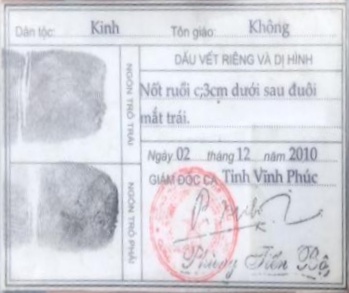 Dân tộc: Kinh Tôn giáo: Không
DẤU VẾT RIÊNG VÀ DỊ HÌNH
Nốt ruồi c;3cm dưới sau đuôi
mắt trái.
Ngày 02 tháng 12 năm 2010
GIÁM ĐỐC CA Tỉnh Vĩnh Phúc
Phùng Tiến Bộ
NGÓN TRỎ TRÁI
NGÓN TRỎ PHẢI